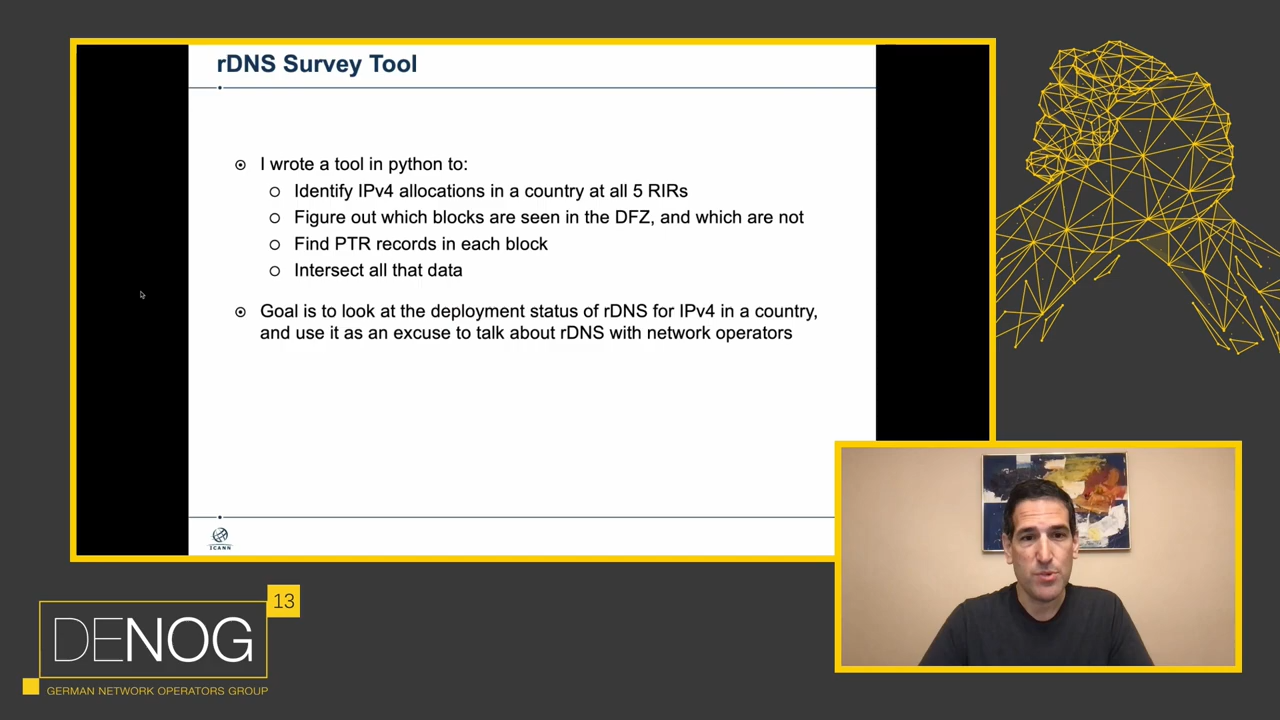 rDNS Survey Tool
I wrote a tool in python to:
Identify IPv4 allocations in a country at all 5 RIRs
Figure out which blocks are seen in the DFZ, and which are not
Find PTR records in each block
Intersect all that data
Goal is to look at the deployment status of rDNS for IPv4 in a country,
and use it as an excuse to talk about rDNS with network operators
ICANN
13
DENOG
GERMAN NETWORK OPERATORS GROUP